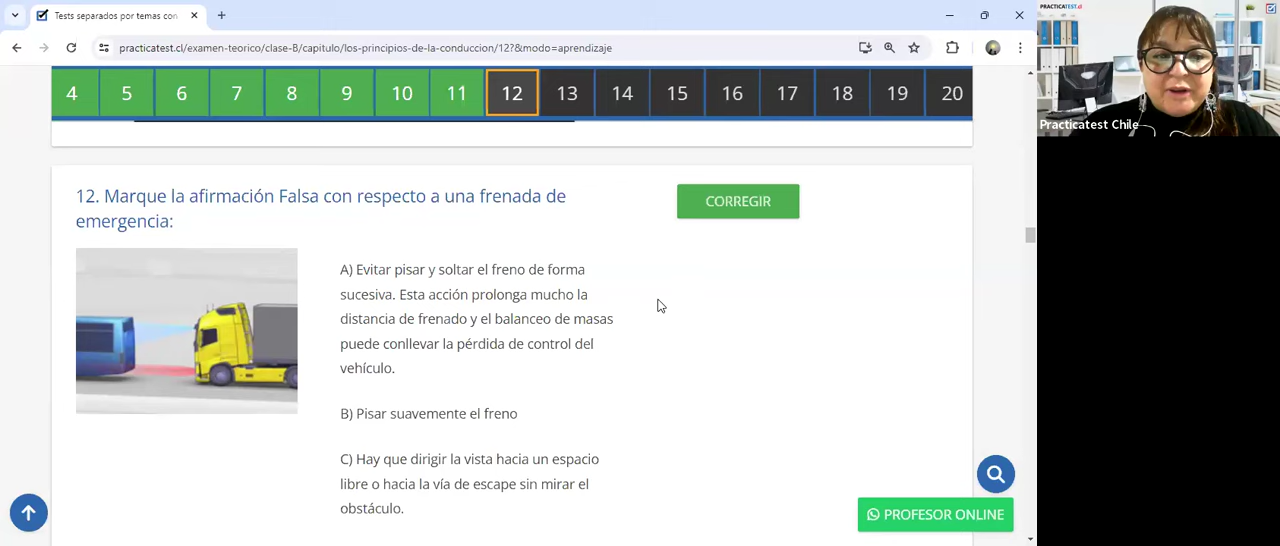 Tests separados por temas con
practicatest.cl/examen-teorico/clase-B/capitulo/los-principios-de-la-conduccion/12?&modo=aprendizaje
PRACTICATEST.cl
Practicatest Chile
4 5 6 7 8 9 10 11 12 13 14 15 16 17 18 19 20
12. Marque la afirmación Falsa con respecto a una frenada de
emergencia:
CORREGIR
A) Evitar pisar y soltar el freno de forma
sucesiva. Esta acción prolonga mucho la
distancia de frenado y el balanceo de masas
puede conllevar la pérdida de control del
vehículo.
B) Pisar suavemente el freno
C) Hay que dirigir la vista hacia un espacio
libre o hacia la vía de escape sin mirar el
obstáculo.
PROFESOR ONLINE